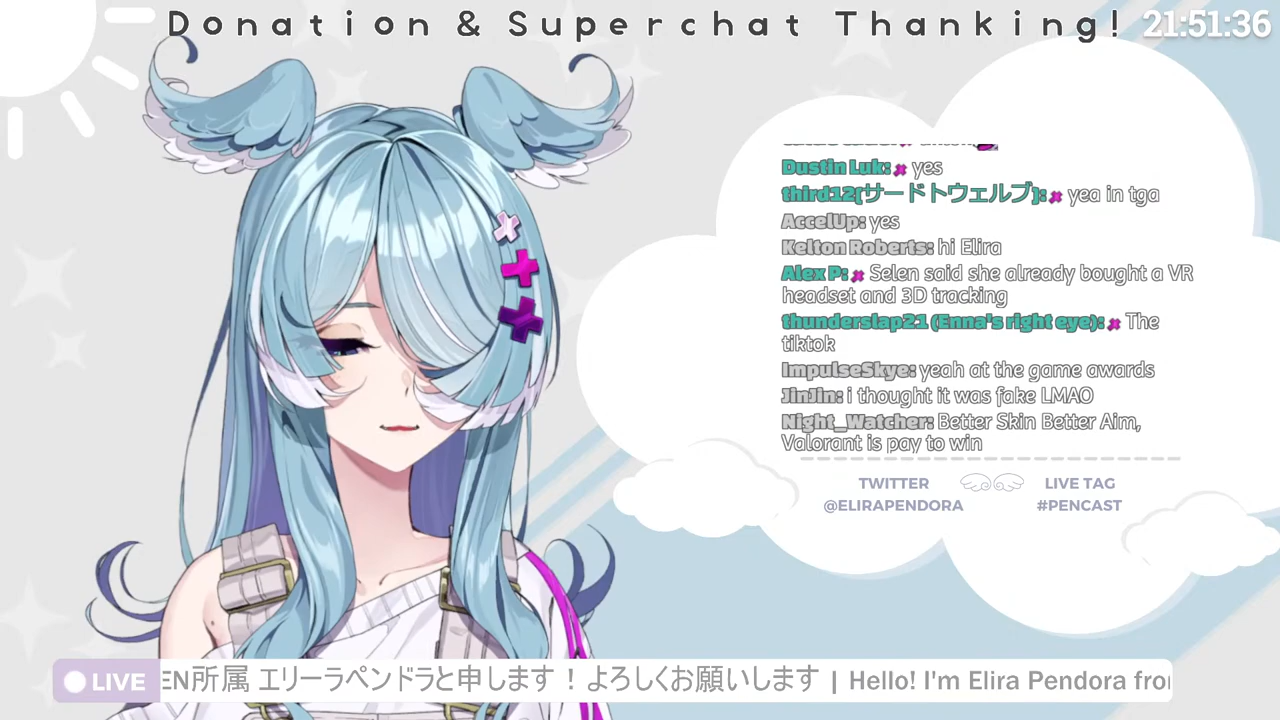 Donation & Superchat Thanking!
21:51:36
Dustin Luk: yes
third12[サードトウェルブ]: yea in tga
AccelUp: yes
Kelton Roberts: hi Elira
Alex P: Selen said she already bought a VR
headset and 3D tracking
thunderslap21 (Enna's right eye): The
tiktok
ImpulseSkye: yeah at the game awards
JinJin: i thought it was fake LMAO
Night_Watcher: Better Skin Better Aim,
Valorant is pay to win
TWITTER
@ELIRAPENDORA
LIVE TAG
#PENCAST
LIVE
EN所属 エリーラペンドラと申します！よろしくお願いします | Hello! I'm Elira Pendora from